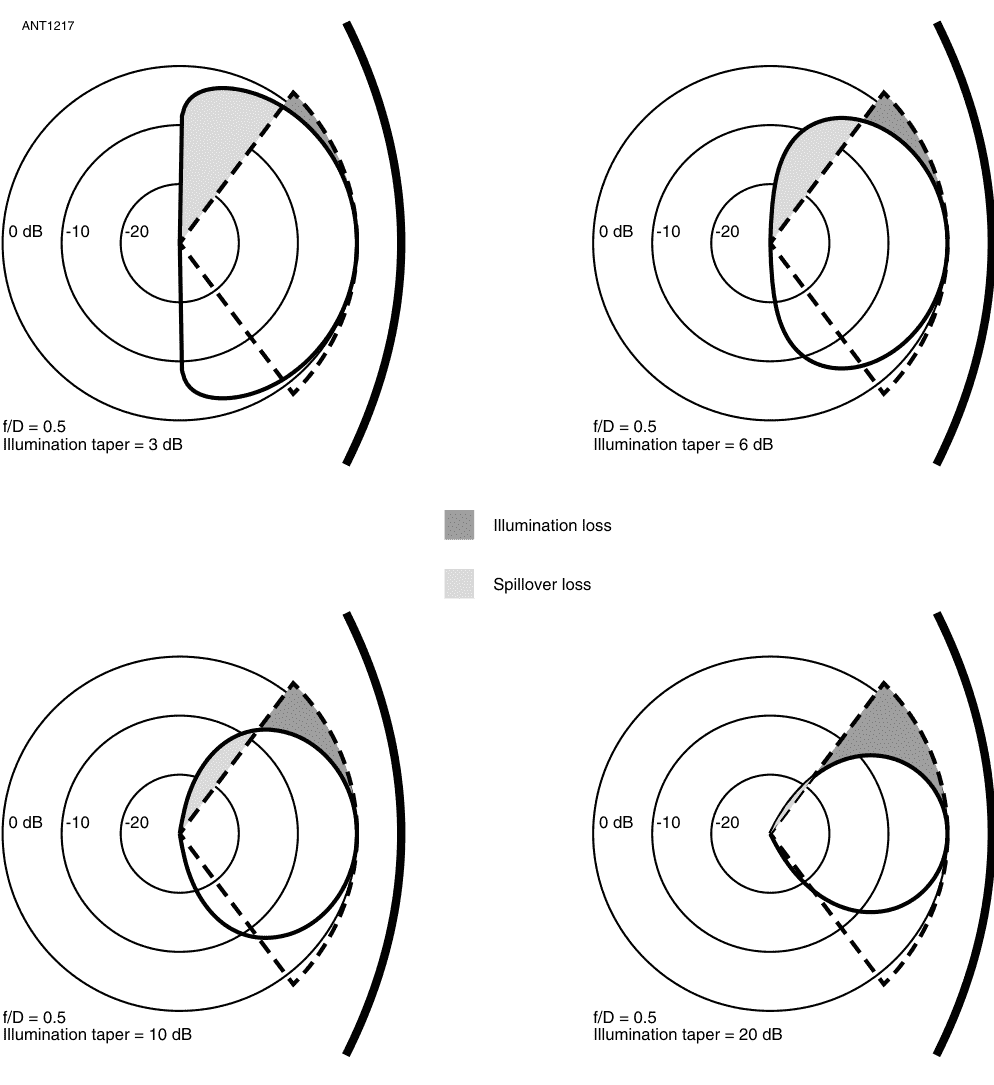 ANT1217
0 dB -10 -20
0 dB -10 -20
f/D = 0.5
Illumination taper = 3 dB
f/D = 0.5
Illumination taper = 6 dB
Illumination loss
Spillover loss
0 dB -10 -20
0 dB -10 -20
f/D = 0.5
Illumination taper = 10 dB
f/D = 0.5
Illumination taper = 20 dB